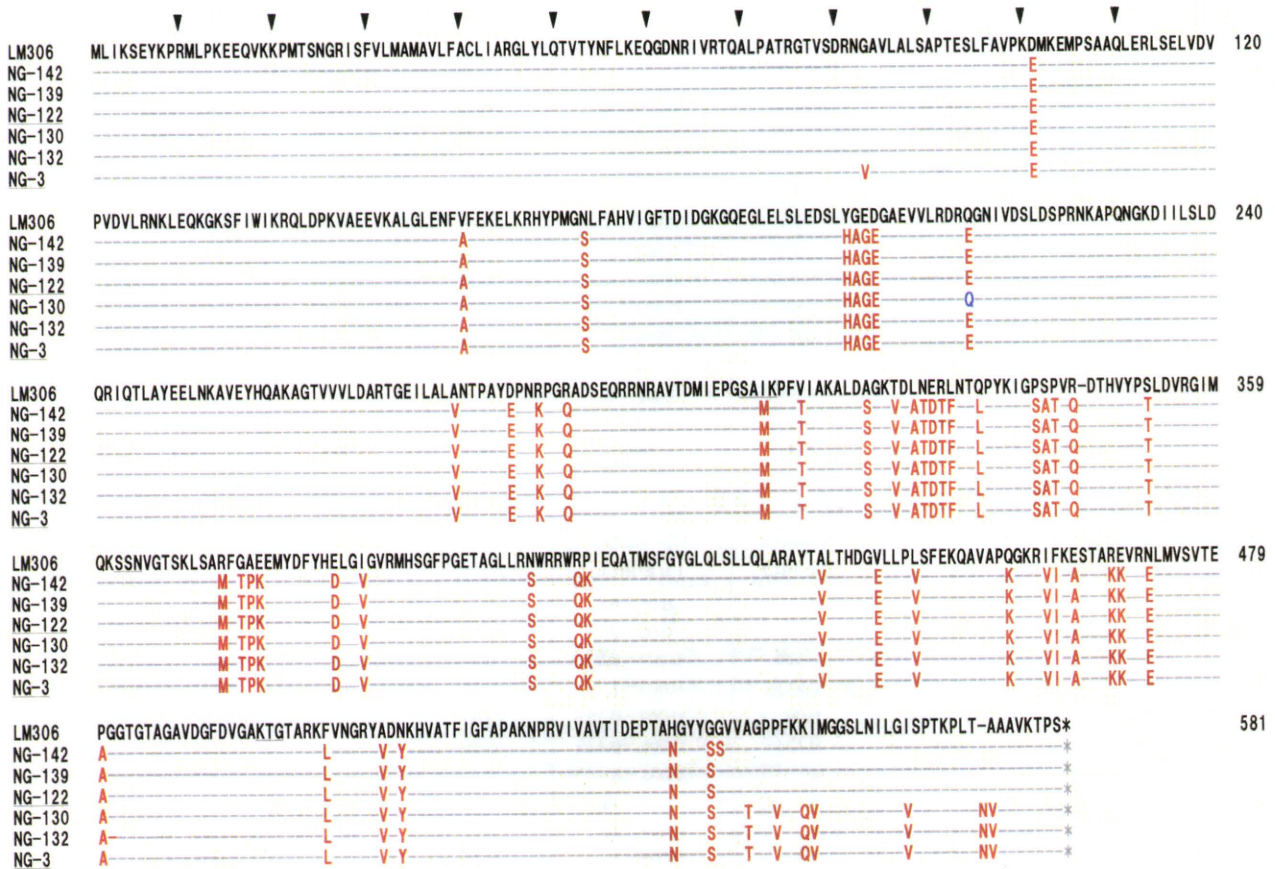 LM306 MLIKSEYKPRMLPKEEQVKKPMTSNGRISFVLMAMAVLFACLIARGLYLQTVTYNFLKEQGDNRIVRTQALPATRGTVSDRNGAVLALSAPTESLFAVPKDMKEMPSAAQLERLSELVDV 120
NG-142 E
NG-139 E
NG-122 E
NG-130 E
NG-132 E
NG-3 V E
LM306 PVDVLRNKLEQKGKSFIWIKRQLDPKVAEEVKALGLENFVFEKELKRHYPMGNLFAHVIGFTDIDGKGQEGLELSLEDSLYGEDGAEVVLRDRQGNIVDSLDSPRNKAPQNGKDIILSLD 240
NG-142 A S HAGE E
NG-139 A S HAGE E
NG-122 A S HAGE E
NG-130 A S HAGE Q
NG-132 A S HAGE E
NG-3 A S HAGE E
LM306 QRIQTLAYEELNKAVEYHQAKAGTVVVLDARTGEILALANTPAYDPNRPGRADSEQRRNRAVTDMIEPGSAIKPFVIAKALDAGKTDLNERLNTQPYKIGPSPVR-DTHVYPSLDVRGIM 359
NG-142 V E K Q M T S V-ATDTF L SAT-Q T
NG-139 V E K Q M T S V-ATDTF L SAT-Q T
NG-122 V E K Q M T S V-ATDTF L SAT-Q T
NG-130 V E K Q M T S V-ATDTF L SAT-Q T
NG-132 V E K Q M T S V-ATDTF L SAT-Q T
NG-3 V E K Q M T S V-ATDTF L SAT-Q T
LM306 QKSSNVGTSKLSARFGAEEMYDFYHELGIGVRMHSGFPGETAGLLRNWRRWRPIEQATMSFGYGLQLSLLQLARAYTALTHDGVLLPLSFEKQAVAPQGKRIFKESTAREVRNLMVSVTE 479
NG-142 M-TPK D V S QK V E V K VI-A KK E
NG-139 M-TPK D V S QK V E V K VI-A KK E
NG-122 M-TPK D V S QK V E V K VI-A KK E
NG-130 M-TPK D V S QK V E V K VI-A KK E
NG-132 M-TPK D V S QK V E V K VI-A KK E
NG-3 M-TPK D V S QK V E V K VI-A KK E
LM306 PGGTGTAGAVDGFDVGAKTGTARKFVNGRYADNKHVATFIGFAPAKNPRVIVAVTIDEPTAHGYYGGVVAGPPFKKIMGGSLNILGISPTKPLT-AAAVKTPS* 581
NG-142 A L V-Y N SS *
NG-139 A L V-Y N S *
NG-122 A L V-Y N S *
NG-130 A L V-Y N S T V QV V NV *
NG-132 A- L V-Y N S T V QV V NV *
NG-3 A L V-Y N S T V QV V NV *